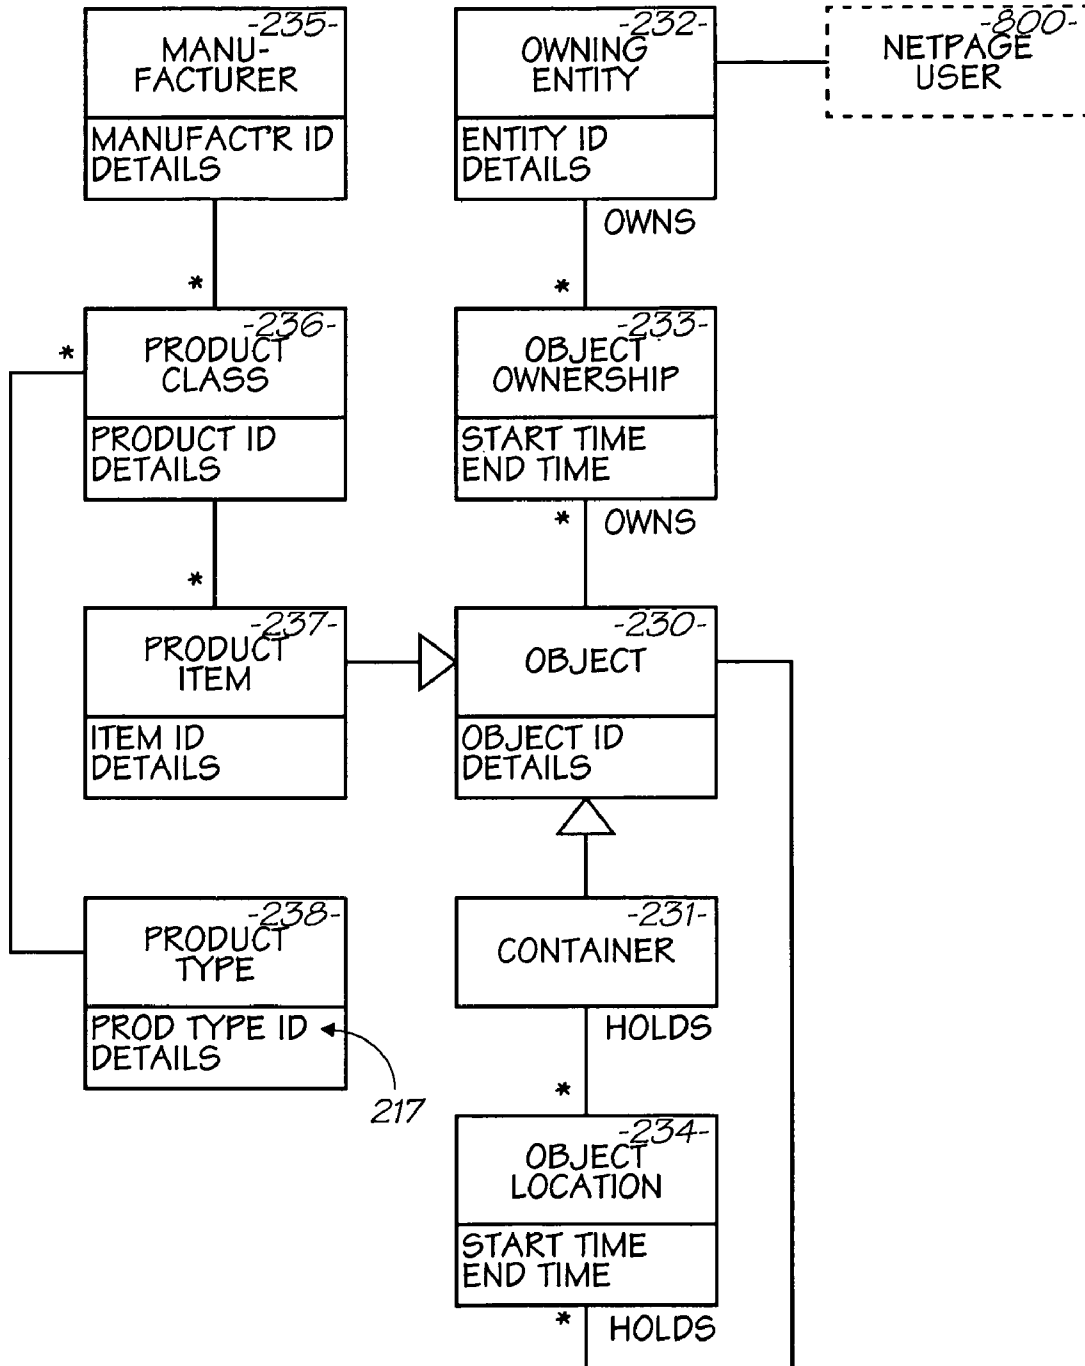 -235-
MANU-
FACTURER
MANUFACT'R ID
DETAILS
-232-
OWNING
ENTITY
ENTITY ID
DETAILS
-800-
NETPAGE
USER
OWNS
*
*
-236-
PRODUCT
CLASS
PRODUCT ID
DETAILS
*
-233-
OBJECT
OWNERSHIP
START TIME
END TIME
* OWNS
*
-237-
PRODUCT
ITEM
ITEM ID
DETAILS
-230-
OBJECT
OBJECT ID
DETAILS
-238-
PRODUCT
TYPE
PROD TYPE ID
DETAILS
217
-231-
CONTAINER
HOLDS
*
-234-
OBJECT
LOCATION
START TIME
END TIME
* HOLDS